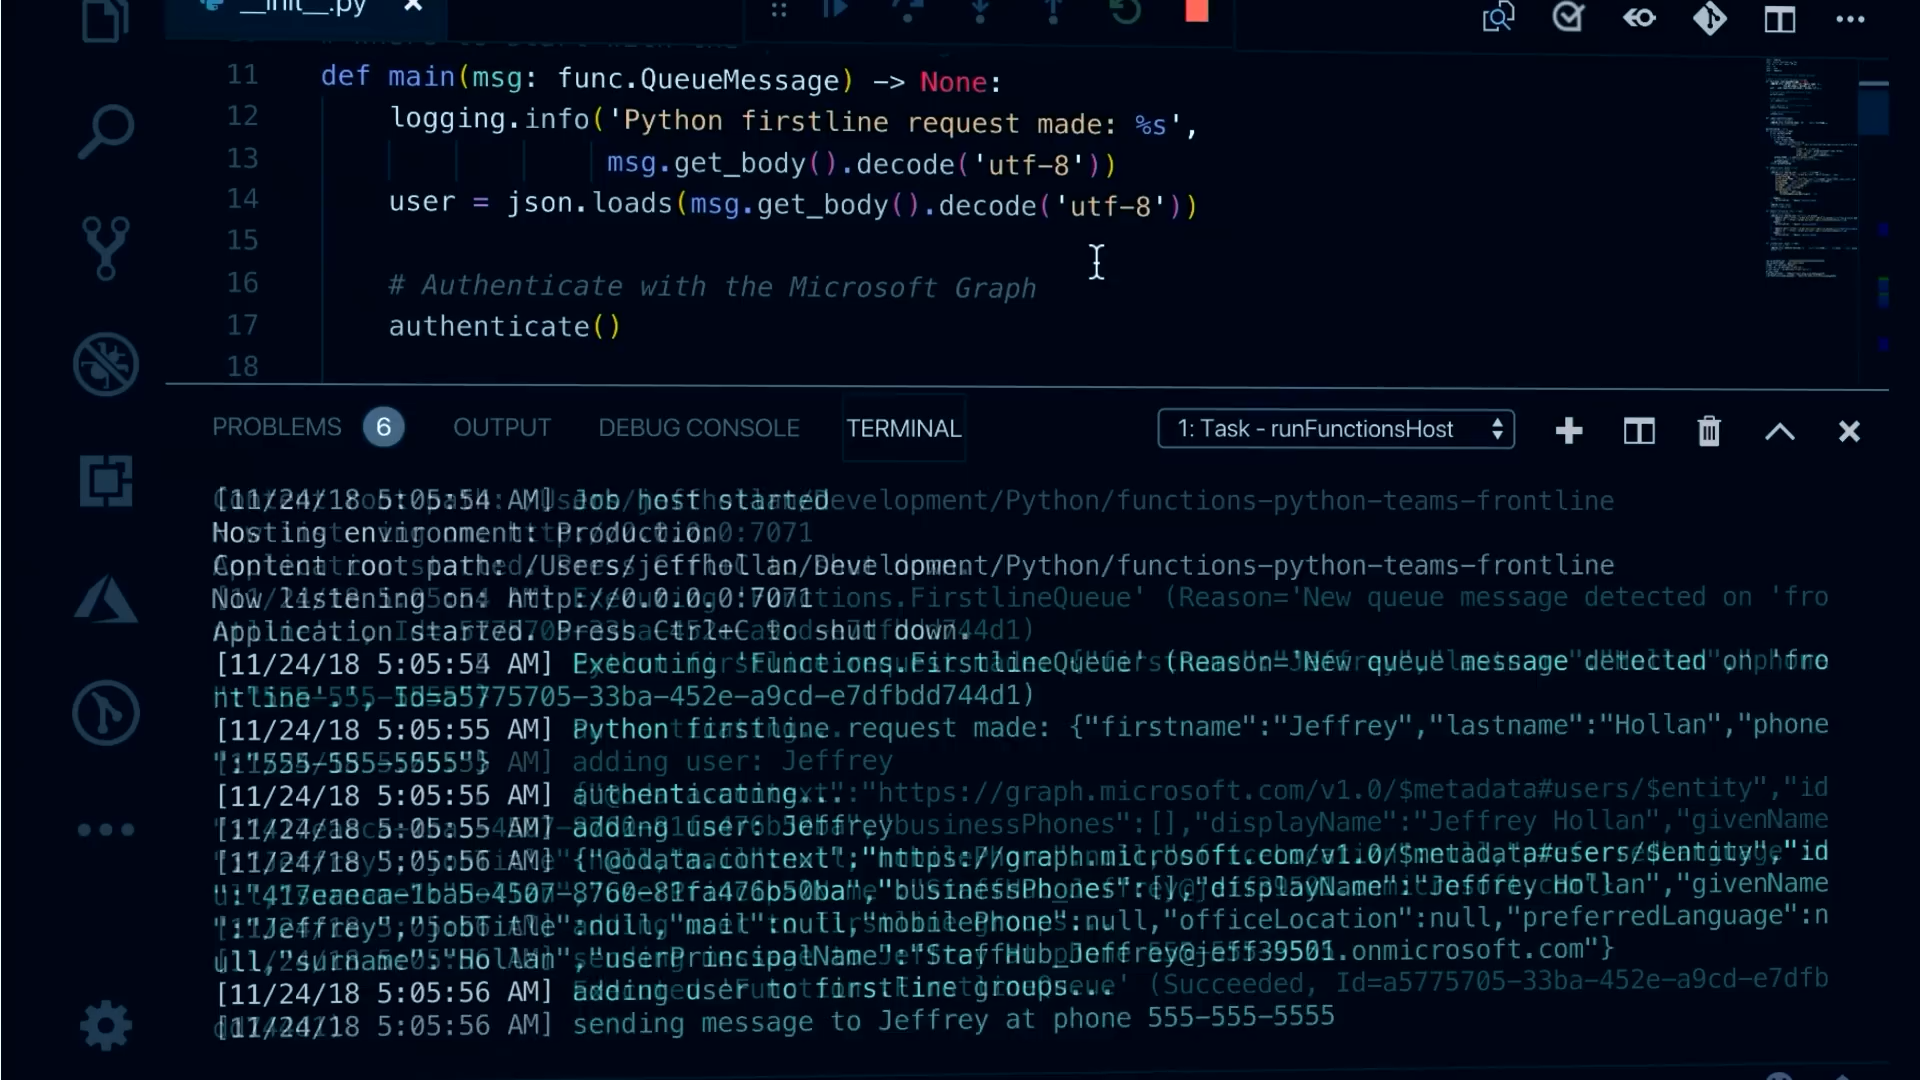 __init__.py
11 def main(msg: func.QueueMessage) -> None:
12 logging.info('Python firstline request made: %s',
13 msg.get_body().decode('utf-8'))
14 user = json.loads(msg.get_body().decode('utf-8'))
15
16 # Authenticate with the Microsoft Graph
17 authenticate()
18
PROBLEMS 6 OUTPUT DEBUG CONSOLE TERMINAL 1: Task - runFunctionsHost
[11/24/18 5:05:54 AM] Job host started
Hosting environment: Production
Content root path: /Users/jeffhollan/Development/Python/functions-python-teams-frontline
Now listening on: http://0.0.0.0:7071
Application started. Press Ctrl+C to shut down.
[11/24/18 5:05:54 AM] Executing 'Functions.FirstlineQueue' (Reason='New queue message detected on 'fro
ntline'.', Id=a5775705-33ba-452e-a9cd-e7dfbdd744d1)
[11/24/18 5:05:55 AM] Python firstline request made: {"firstname":"Jeffrey","lastname":"Hollan","phone
":"555-555-5555"}
[11/24/18 5:05:55 AM] authenticating...
[11/24/18 5:05:55 AM] adding user: Jeffrey
[11/24/18 5:05:56 AM] {"@odata.context":"https://graph.microsoft.com/v1.0/$metadata#users/$entity","id
"businessPhones":[],"displayName":"Jeffrey Hollan","givenName
":"Jeffrey","jobTitle":null,"mail":null,"mobilePhone":null,"officeLocation":null,"preferredLanguage":n
ull,"surname":"Hollan","userPrincipalName":"StaffHub_Jeffrey@jeff39501.onmicrosoft.com"}
[11/24/18 5:05:56 AM] adding user to firstline groups...
[11/24/18 5:05:56 AM] sending message to Jeffrey at phone 555-555-5555